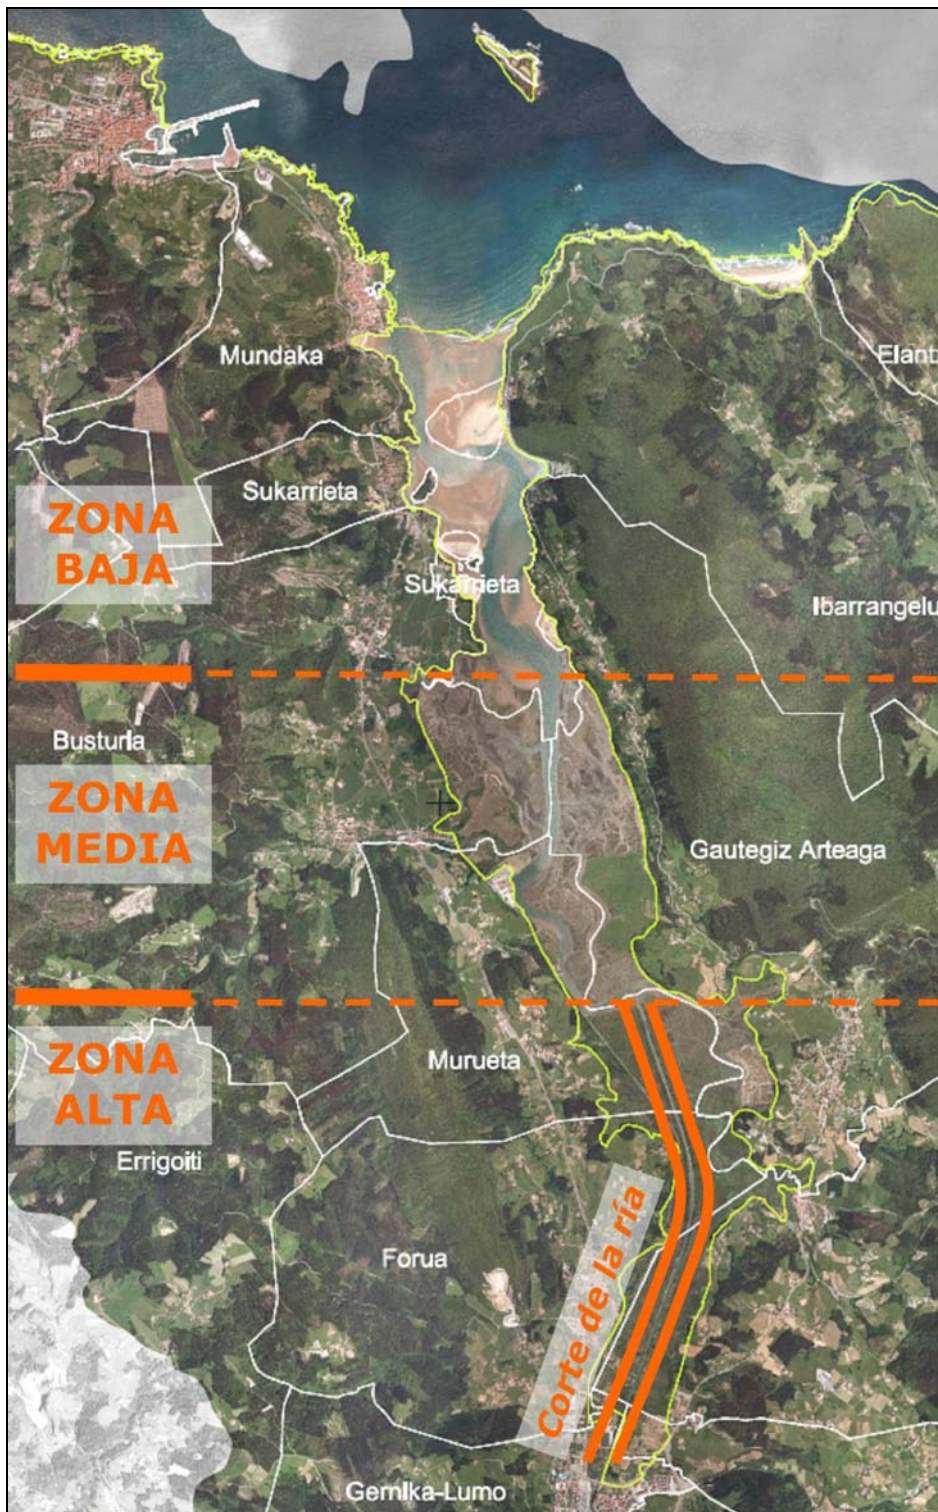 Mundaka
Elant
Sukarrieta
ZONA
BAJA
Sukarrieta
Ibarrangelu
Busturia
ZONA
MEDIA
Gautegiz Arteaga
ZONA
ALTA
Murueta
Errigoiti
Corte de la ría
Forua
Gernika-Lumo